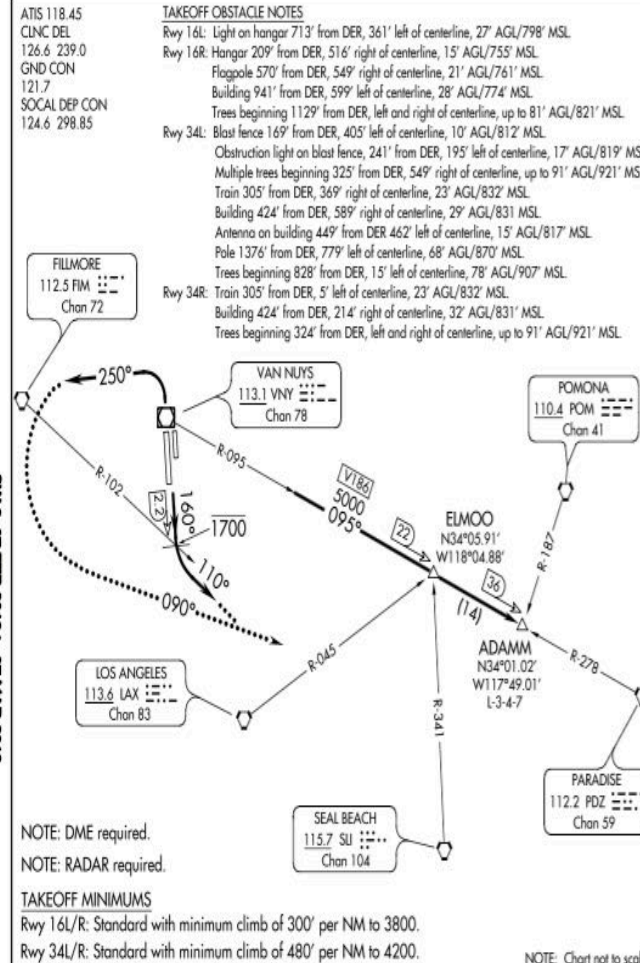 ATIS 118.45
CLNC DEL
126.6 239.0
GND CON
121.7
SOCAL DEP CON
124.6 298.85
TAKEOFF OBSTACLE NOTES
Rwy 16L: Light on hangar 713' from DER, 361' left of centerline, 27' AGL/798' MSL.
Rwy 16R: Hangar 209' from DER, 516' right of centerline, 15' AGL/755' MSL.
Flagpole 570' from DER, 549' right of centerline, 21' AGL/761' MSL.
Building 941' from DER, 599' left of centerline, 28' AGL/774' MSL.
Trees beginning 1129' from DER, left and right of centerline, up to 81' AGL/821' MSL.
Rwy 34L: Blast fence 169' from DER, 405' left of centerline, 10' AGL/812' MSL.
Obstruction light on blast fence, 241' from DER, 195' left of centerline, 17' AGL/819' MS
Multiple trees beginning 325' from DER, 549' right of centerline, up to 91' AGL/921' MS
Train 305' from DER, 369' right of centerline, 23' AGL/832' MSL.
Building 424' from DER, 589' right of centerline, 29' AGL/831 MSL.
Antenna on building 449' from DER 462' left of centerline, 15' AGL/817' MSL.
Pole 1376' from DER, 779' left of centerline, 68' AGL/870' MSL.
Trees beginning 828' from DER, 15' left of centerline, 78' AGL/907' MSL.
Rwy 34R: Train 305' from DER, 5' left of centerline, 23' AGL/832' MSL.
Building 424' from DER, 214' right of centerline, 32' AGL/831' MSL.
Trees beginning 324' from DER, left and right of centerline, up to 91' AGL/921' MSL.
FILLMORE
112.5 FIM
Chan 72
250°
VAN NUYS
113.1 VNY
Chan 78
POMONA
110.4 POM
Chan 41
R-102
R-095
V186
5000
095°
2.2
160°
1700
110°
090°
22
ELMOO
N34°05.91'
W118°04.88'
R-187
36
(14)
ADAMM
N34°01.02'
W117°49.01'
L-3-4-7
R-278
R-045
R-341
LOS ANGELES
113.6 LAX
Chan 83
PARADISE
112.2 PDZ
Chan 59
SEAL BEACH
115.7 SLI
Chan 104
NOTE: DME required.
NOTE: RADAR required.
TAKEOFF MINIMUMS
Rwy 16L/R: Standard with minimum climb of 300' per NM to 3800.
Rwy 34L/R: Standard with minimum climb of 480' per NM to 4200.
NOTE: Chart not to scal